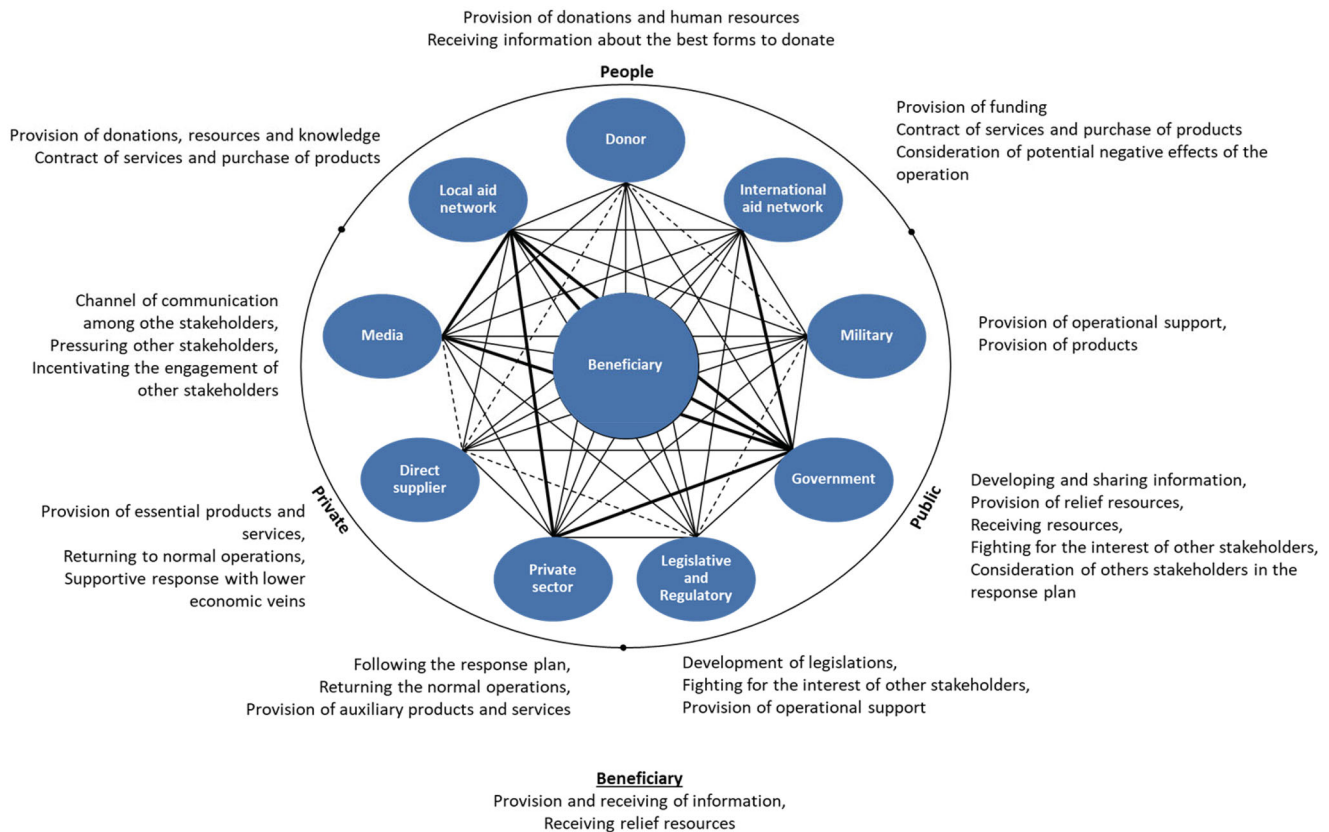 Provision of donations and human resources
Receiving information about the best forms to donate
People
Donor
Provision of donations, resources and knowledge
Contract of services and purchase of products
Local aid
network
Provision of funding
Contract of services and purchase of products
Consideration of potential negative effects of the
operation
International
aid network
Channel of communication
among othe stakeholders,
Pressuring other stakeholders,
Incentivating the engagement of
other stakeholders
Media
Beneficiary
Military
Provision of operational support,
Provision of products
Private
Direct
supplier
Provision of essential products and
services,
Returning to normal operations,
Supportive response with lower
economic veins
Government
Public
Developing and sharing information,
Provision of relief resources,
Receiving resources,
Fighting for the interest of other stakeholders,
Consideration of others stakeholders in the
response plan
Private
sector
Legislative and
Regulatory
Following the response plan,
Returning the normal operations,
Provision of auxiliary products and services
Development of legislations,
Fighting for the interest of other stakeholders,
Provision of operational support
Beneficiary
Provision and receiving of information,
Receiving relief resources